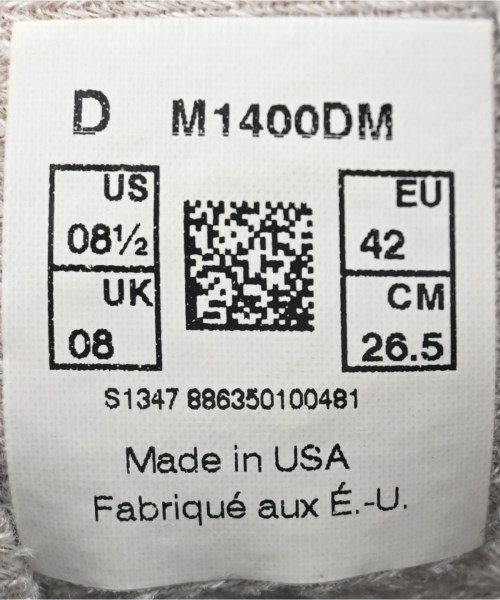 D M1400DM
US EU
08½ 42
UK CM
08 26.5
S1347 886350100481
Made in USA
Fabriqué aux É.-U.